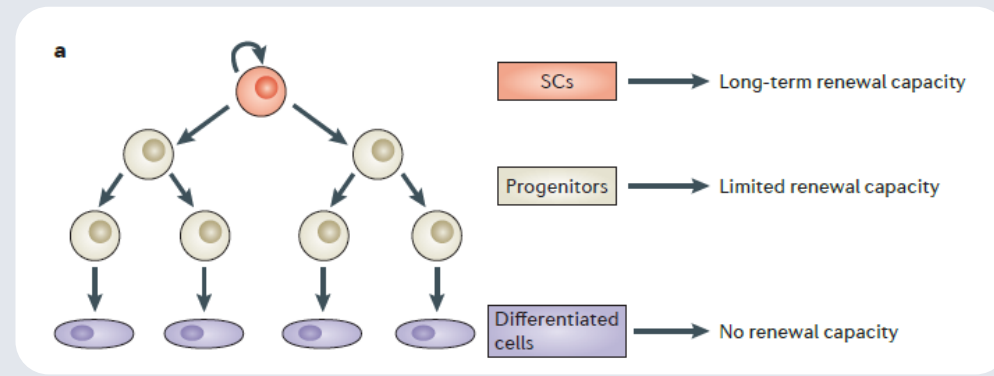 a
SCs
Long-term renewal capacity
Progenitors
Limited renewal capacity
Differentiated
cells
No renewal capacity